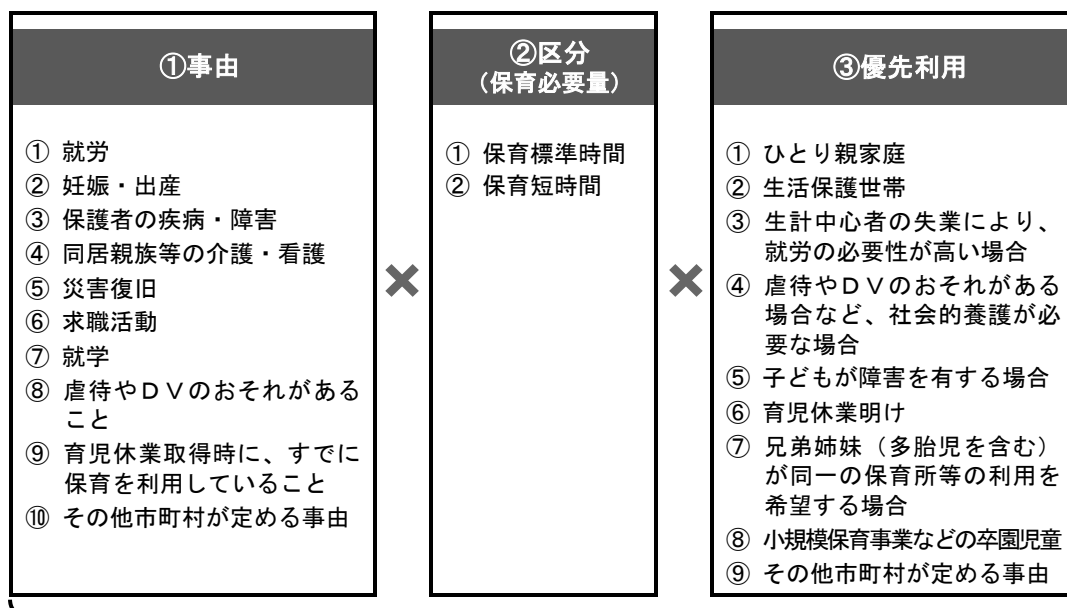 ①事由
① 就労
② 妊娠・出産
③ 保護者の疾病・障害
④ 同居親族等の介護・看護
⑤ 災害復旧
⑥ 求職活動
⑦ 就学
⑧ 虐待やＤＶのおそれがある
こと
⑨ 育児休業取得時に、すでに
保育を利用していること
⑩ その他市町村が定める事由
②区分
（保育必要量）
① 保育標準時間
② 保育短時間
③優先利用
① ひとり親家庭
② 生活保護世帯
③ 生計中心者の失業により、
就労の必要性が高い場合
④ 虐待やＤＶのおそれがある
場合など、社会的養護が必
要な場合
⑤ 子どもが障害を有する場合
⑥ 育児休業明け
⑦ 兄弟姉妹（多胎児を含む）
が同一の保育所等の利用を
希望する場合
⑧ 小規模保育事業などの卒園児童
⑨ その他市町村が定める事由